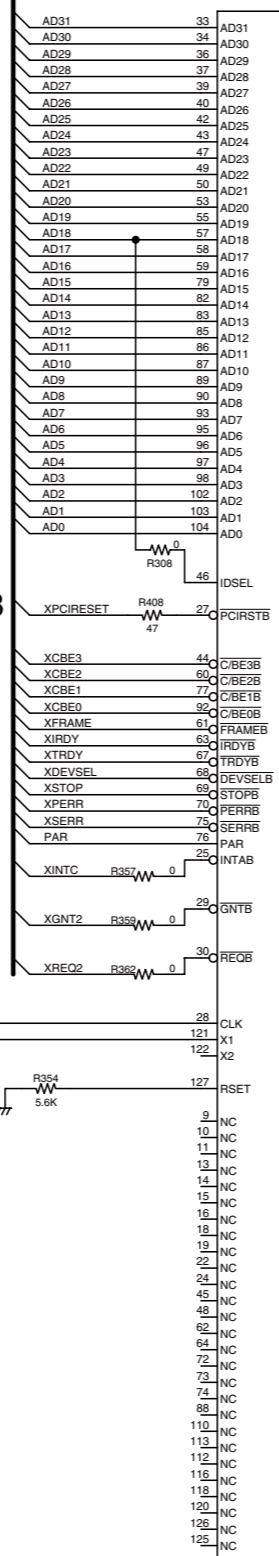 AD31 33 AD31
AD30 34 AD30
AD29 36 AD29
AD28 37 AD28
AD27 39 AD27
AD26 40 AD26
AD25 42 AD25
AD24 43 AD24
AD23 47 AD23
AD22 49 AD22
AD21 50 AD21
AD20 53 AD20
AD19 55 AD19
AD18 57 AD18
AD17 58 AD17
AD16 59 AD16
AD15 79 AD15
AD14 82 AD14
AD13 83 AD13
AD12 85 AD12
AD11 86 AD11
AD10 87 AD10
AD9 89 AD9
AD8 90 AD8
AD7 93 AD7
AD6 95 AD6
AD5 96 AD5
AD4 97 AD4
AD3 98 AD3
AD2 102 AD2
AD1 103 AD1
AD0 104 AD0
0
R308
46 IDSEL
XPCIRESET R408 27 PCIRSTB
47
XCBE3 44 C/BE3B
XCBE2 60 C/BE2B
XCBE1 77 C/BE1B
XCBE0 92 C/BE0B
XFRAME 61 FRAMEB
XIRDY 63 IRDYB
XTRDY 67 TRDYB
XDEVSEL 68 DEVSELB
XSTOP 69 STOPB
XPERR 70 PERRB
XSERR 75 SERRB
PAR 76 PAR
25 INTAB
XINTC R357 0
29 GNTB
XGNT2 R359 0
30 REQB
XREQ2 R362 0
28 CLK
121 X1
122 X2
R354 127 RSET
5.6K
9 NC
10 NC
11 NC
13 NC
14 NC
15 NC
16 NC
18 NC
19 NC
22 NC
24 NC
45 NC
48 NC
62 NC
64 NC
72 NC
73 NC
74 NC
88 NC
110 NC
113 NC
112 NC
116 NC
118 NC
120 NC
126 NC
125 NC